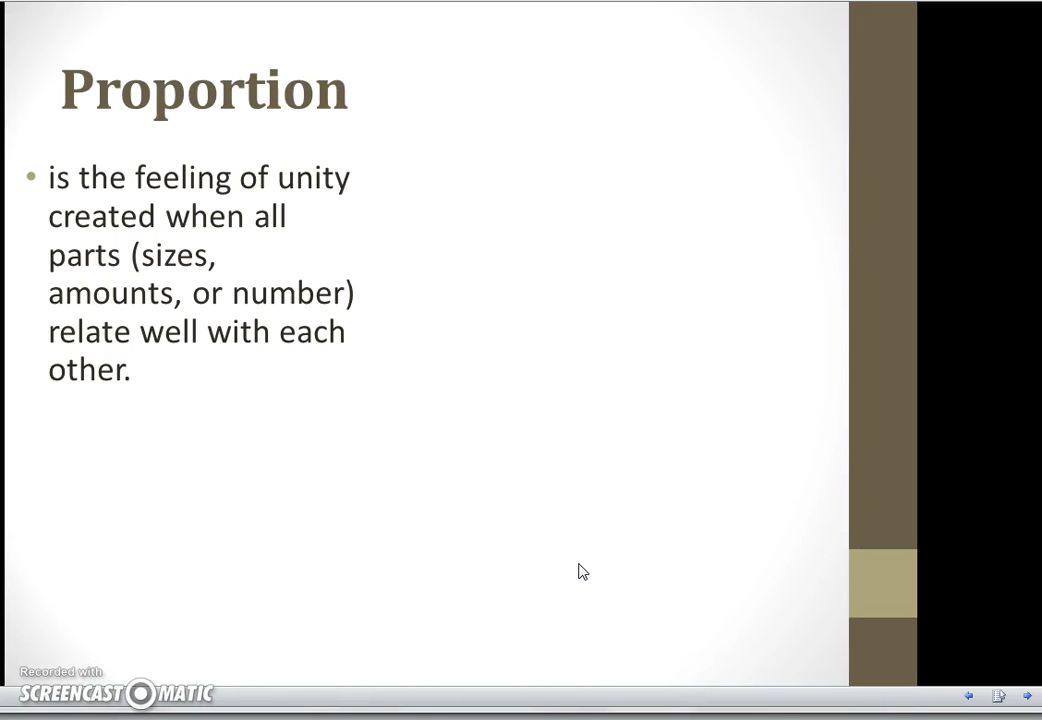 Proportion
• is the feeling of unity
created when all
parts (sizes,
amounts, or number)
relate well with each
other.
Recorded with
SCREENCAST MATIC